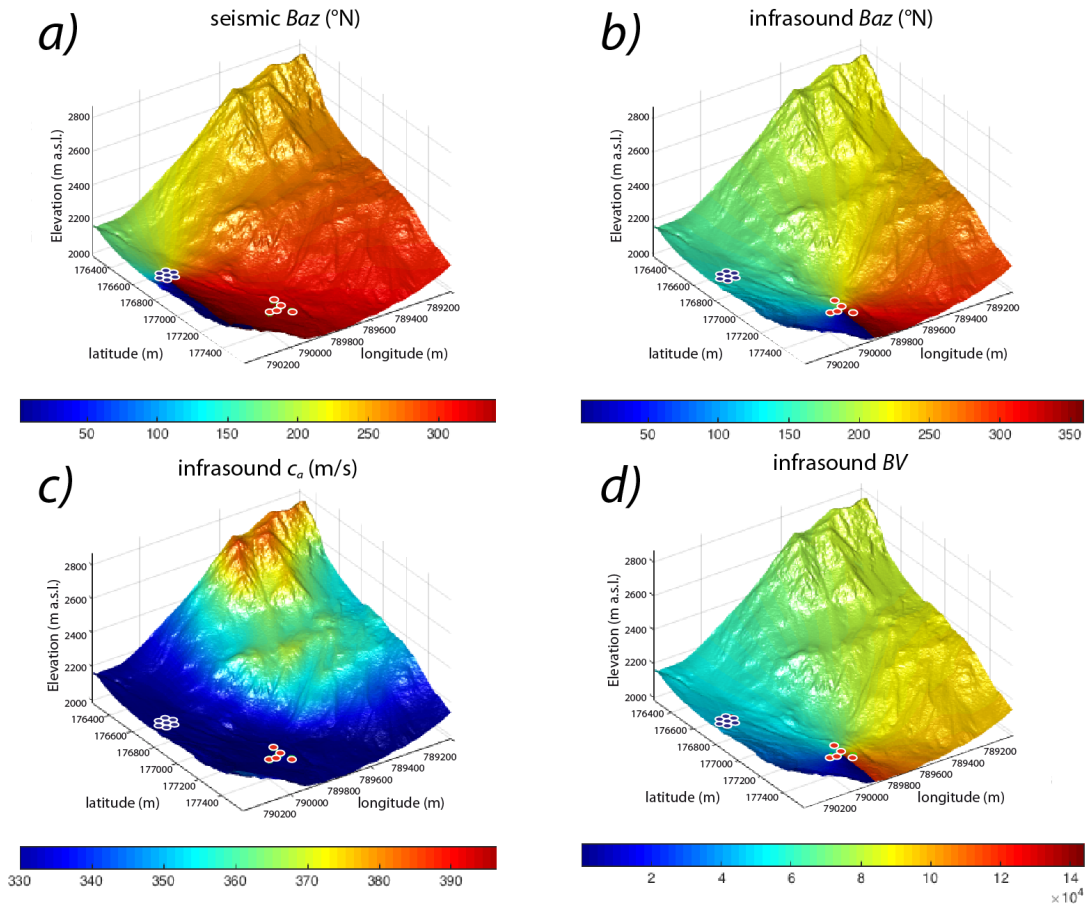 a)
seismic Baz (°N)
Elevation (m a.s.l.)
2800
2600
2400
2200
2000
176400
176600
176800
177000
177200
177400
latitude (m)
790200
790000
789800
789600
789400
789200
longitude (m)
50 100 150 200 250 300
b)
infrasound Baz (°N)
Elevation (m a.s.l.)
2800
2600
2400
2200
2000
176400
176600
176800
177000
177200
177400
latitude (m)
790200
790000
789800
789600
789400
789200
longitude (m)
50 100 150 200 250 300 350
c)
infrasound cₐ (m/s)
Elevation (m a.s.l.)
2800
2600
2400
2200
2000
176400
176600
176800
177000
177200
177400
latitude (m)
790200
790000
789800
789600
789400
789200
longitude (m)
330 340 350 360 370 380 390
d)
infrasound BV
Elevation (m a.s.l.)
2800
2600
2400
2200
2000
176400
176600
176800
177000
177200
177400
latitude (m)
790200
790000
789800
789600
789400
789200
longitude (m)
2 4 6 8 10 12 14
×10⁴